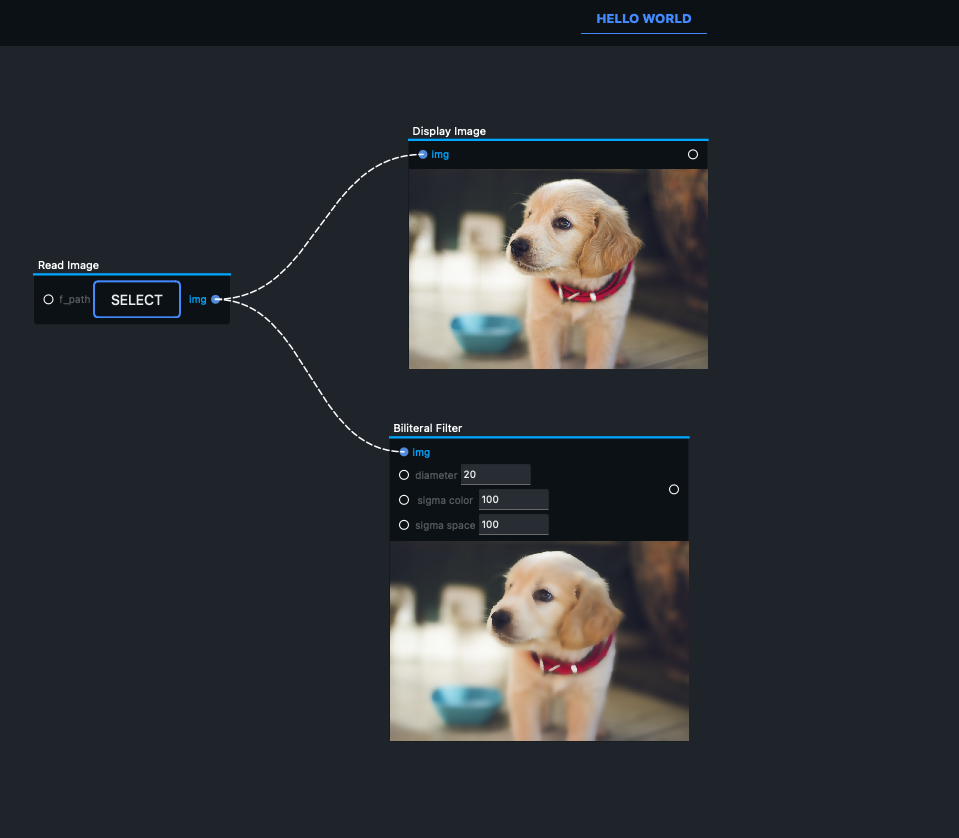 HELLO WORLD
Display Image
img
Read Image
f_path SELECT img
Biliteral Filter
img
diameter 20
sigma color 100
sigma space 100